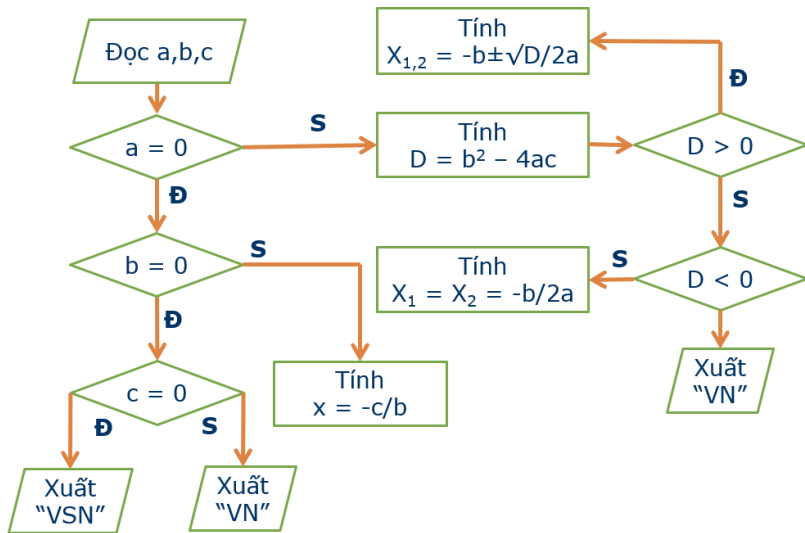 Đọc a,b,c
Tính
X₁,₂ = -b±√D/2a
Đ
S
a = 0
Tính
D = b² – 4ac
D > 0
Đ
S
b = 0
S
Tính
X₁ = X₂ = -b/2a
S
D < 0
Đ
c = 0
Tính
x = -c/b
Xuất
“VN”
Đ
S
Xuất
“VSN”
Xuất
“VN”